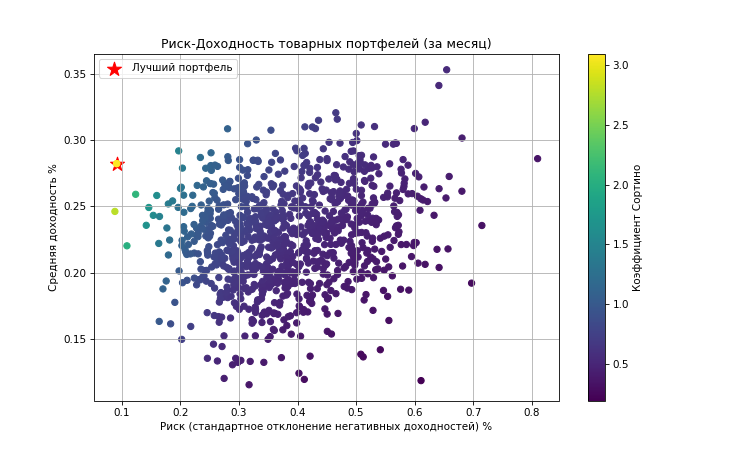 Риск-Доходность товарных портфелей (за месяц)
Лучший портфель
Средняя доходность %
0.35
0.30
0.25
0.20
0.15
0.1 0.2 0.3 0.4 0.5 0.6 0.7 0.8
Риск (стандартное отклонение негативных доходностей) %
3.0
2.5
2.0
1.5
1.0
0.5
Коэффициент Сортино